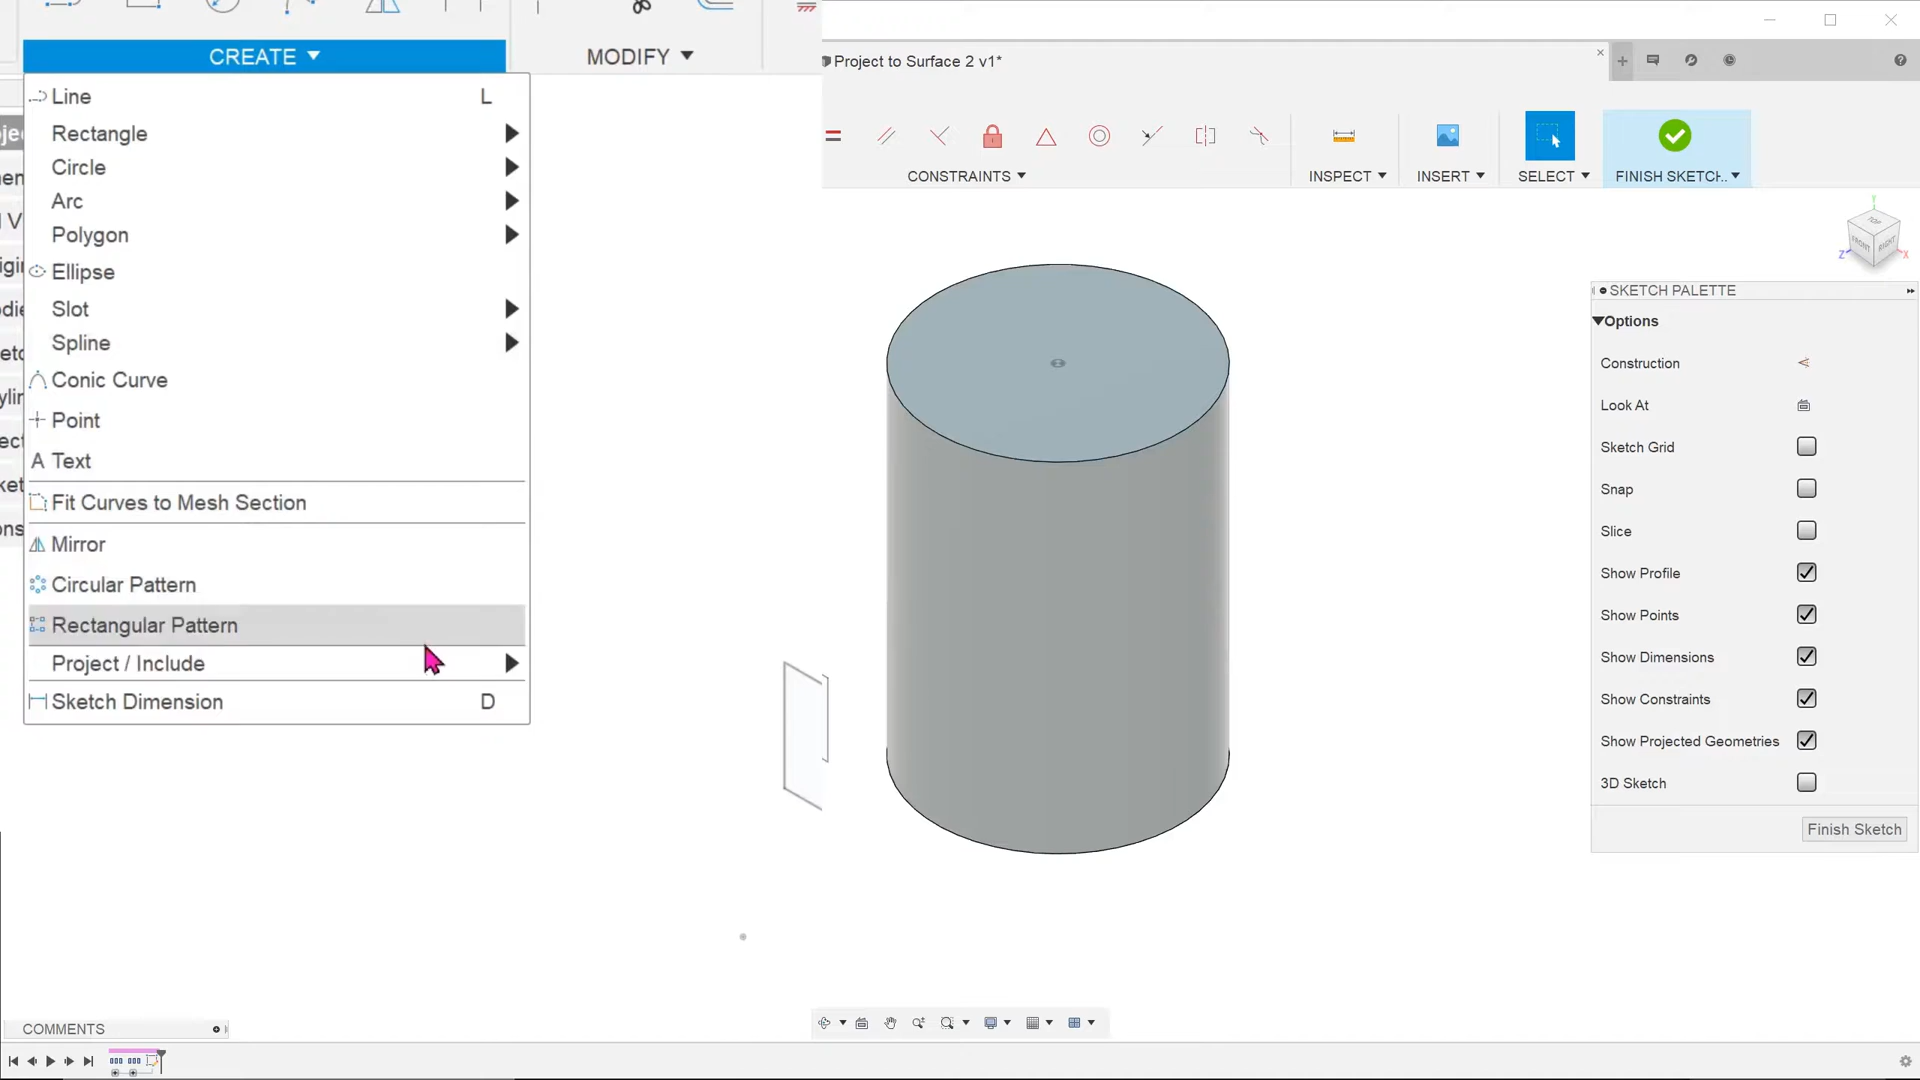 CREATE
MODIFY
Line L
Rectangle
Circle
Arc
Polygon
Ellipse
Slot
Spline
Conic Curve
Point
A Text
Fit Curves to Mesh Section
Mirror
Circular Pattern
Rectangular Pattern
Project / Include
Sketch Dimension D
Project to Surface 2 v1*
CONSTRAINTS
INSPECT
INSERT
SELECT
FINISH SKETCH..
Y
TOP
FRONT
RIGHT
Z
X
SKETCH PALETTE
Options
Construction
Look At
Sketch Grid
Snap
Slice
Show Profile
Show Points
Show Dimensions
Show Constraints
Show Projected Geometries
3D Sketch
Finish Sketch
COMMENTS